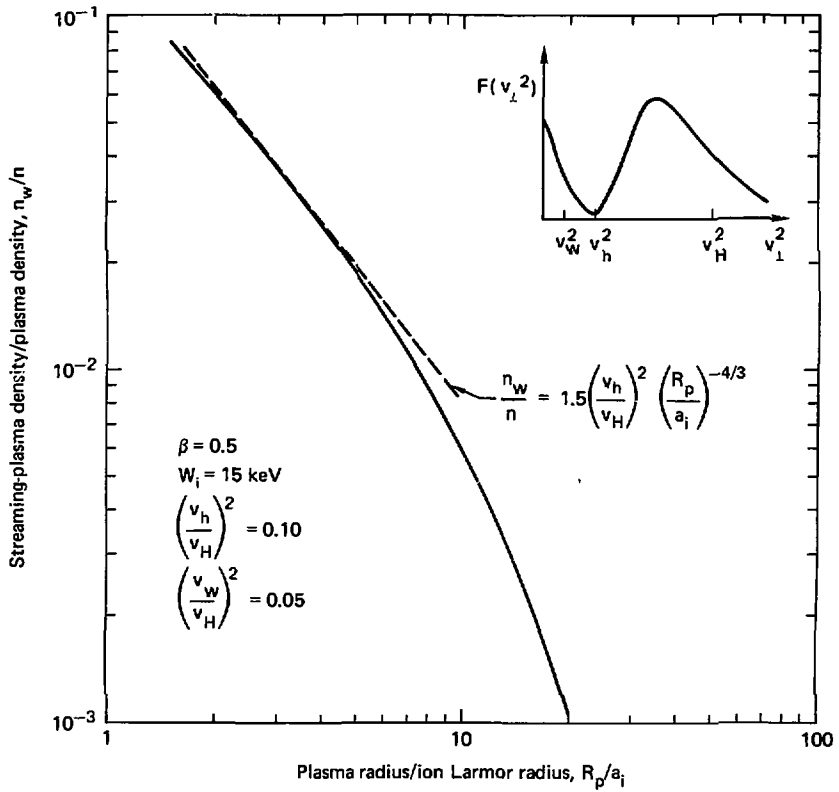 10⁻¹
10⁻²
10⁻³
Streaming-plasma density/plasma density, n_w/n
F(v_⊥²)
v_w² v_h² v_H² v_⊥²
n_w/n = 1.5(v_h/v_H)² (R_p/a_i)^−4/3
β = 0.5
W_i = 15 keV
(v_h/v_H)² = 0.10
(v_w/v_H)² = 0.05
1 10 100
Plasma radius/ion Larmor radius, R_p/a_i